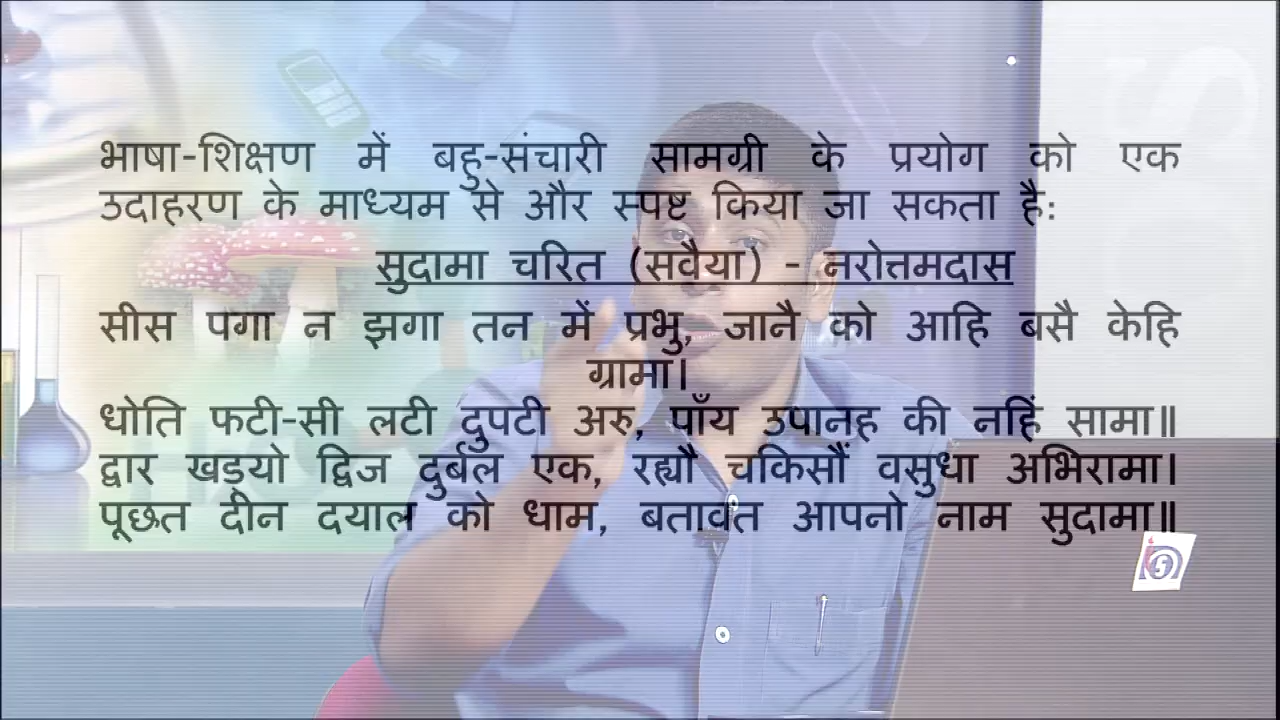 भाषा-शिक्षण में बहु-संचारी सामग्री के प्रयोग को एक
उदाहरण के माध्यम से और स्पष्ट किया जा सकता है:
सुदामा चरित (सवैया) - नरोत्तमदास
सीस पगा न झगा तन में प्रभु, जानै को आहि बसै केहि
ग्रामा।
धोति फटी-सी लटी दुपटी अरु, पाँय उपानह की नहिं सामा॥
द्वार खड़्यो द्विज दुर्बल एक, रह्यौ चकिसौं वसुधा अभिरामा।
पूछत दीन दयाल को धाम, बतावत आपनो नाम सुदामा॥